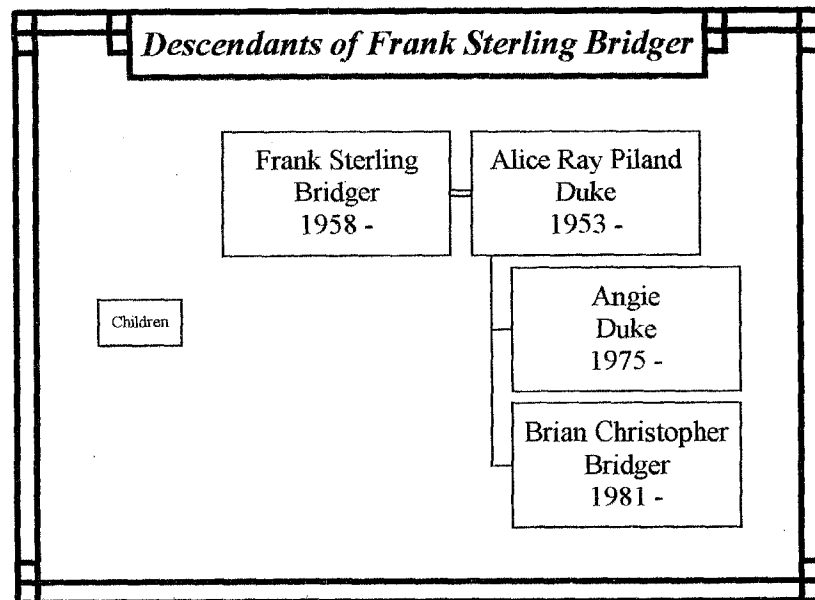 Descendants of Frank Sterling Bridger
Frank Sterling
Bridger
1958 -
Alice Ray Piland
Duke
1953 -
Children
Angie
Duke
1975 -
Brian Christopher
Bridger
1981 -